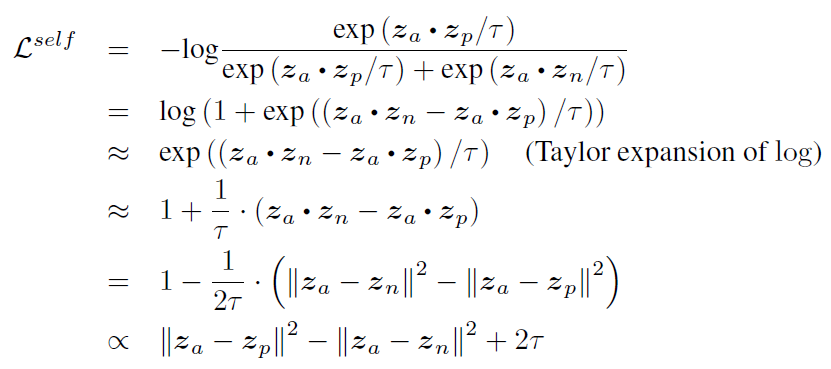 𝓛^{self} = −log exp (z_a • z_p/τ) / (exp (z_a • z_p/τ) + exp (z_a • z_n/τ))
= log (1 + exp ((z_a • z_n − z_a • z_p) /τ))
≈ exp ((z_a • z_n − z_a • z_p) /τ) (Taylor expansion of log)
≈ 1 + 1/τ · (z_a • z_n − z_a • z_p)
= 1 − 1/2τ · (‖z_a − z_n‖² − ‖z_a − z_p‖²)
∝ ‖z_a − z_p‖² − ‖z_a − z_n‖² + 2τ